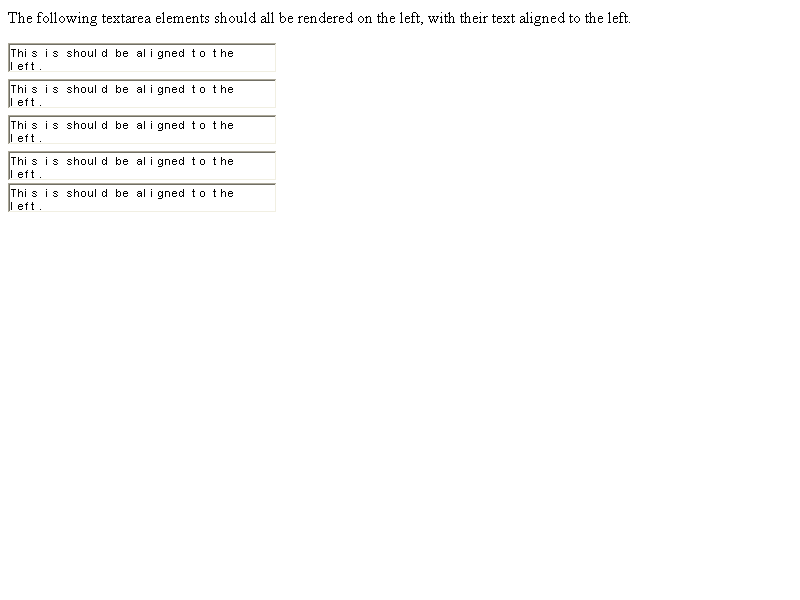 The following textarea elements should all be rendered on the left, with their text aligned to the left.
This is should be aligned to the
left.
This is should be aligned to the
left.
This is should be aligned to the
left.
This is should be aligned to the
left.
This is should be aligned to the
left.